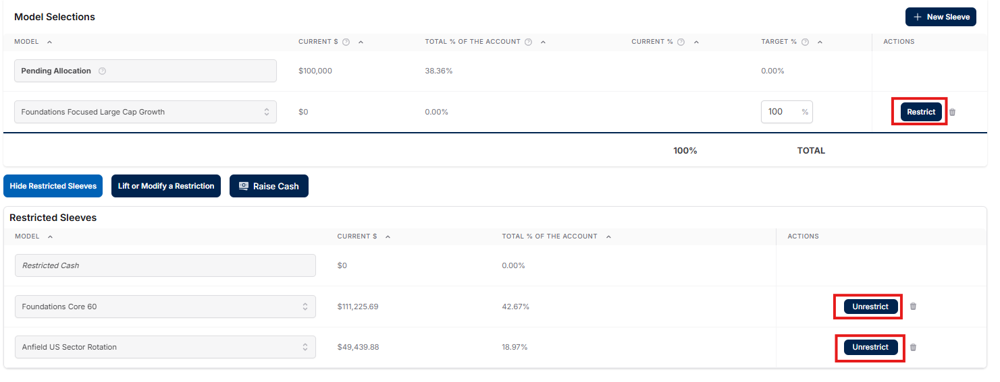 Model Selections
New Sleeve
MODEL CURRENT $ TOTAL % OF THE ACCOUNT CURRENT % TARGET % ACTIONS
Pending Allocation $100,000 38.36% 0.00%
Foundations Focused Large Cap Growth $0 0.00% 100 % Restrict
100% TOTAL
Hide Restricted Sleeves Lift or Modify a Restriction Raise Cash
Restricted Sleeves
MODEL CURRENT $ TOTAL % OF THE ACCOUNT ACTIONS
Restricted Cash $0 0.00%
Foundations Core 60 $111,225.69 42.67% Unrestrict
Anfield US Sector Rotation $49,439.88 18.97% Unrestrict